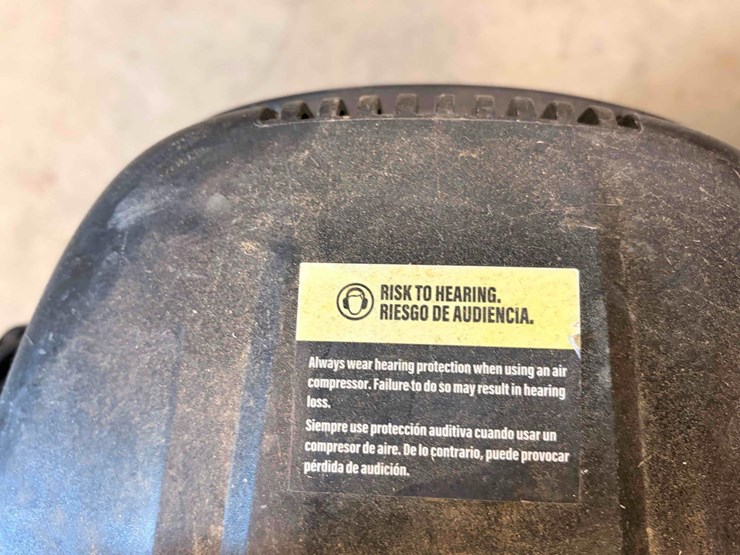 RISK TO HEARING.
RIESGO DE AUDIENCIA.
Always wear hearing protection when using an air
compressor. Failure to do so may result in hearing
loss.
Siempre use protección auditiva cuando usar un
compresor de aire. De lo contrario, puede provocar
pérdida de audición.